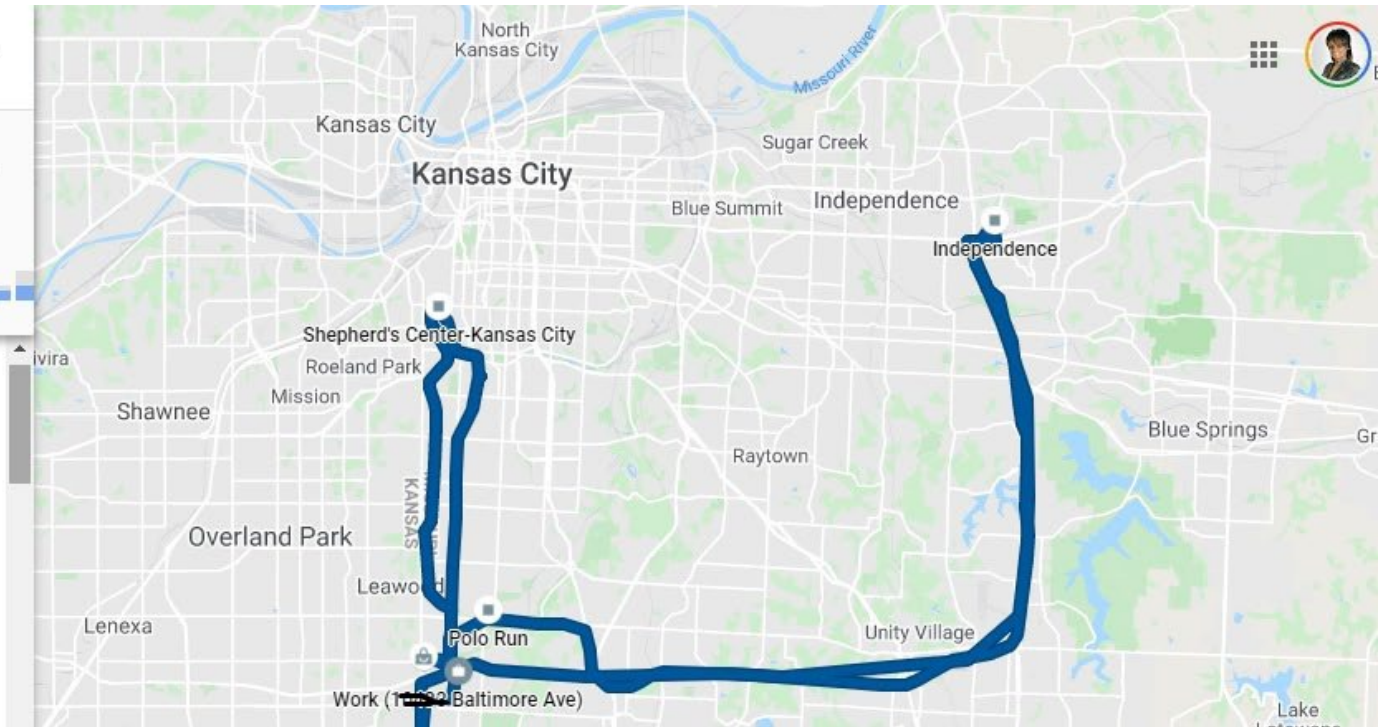 North
Kansas City
Missouri River
Kansas City
Sugar Creek
Kansas City
Independence
Blue Summit
Independence
Shepherd's Center-Kansas City
Roeland Park
Mission
Shawnee
Blue Springs
Raytown
KANSAS
Overland Park
Leawood
Lenexa
Unity Village
Polo Run
Work (1 Baltimore Ave)
Lake